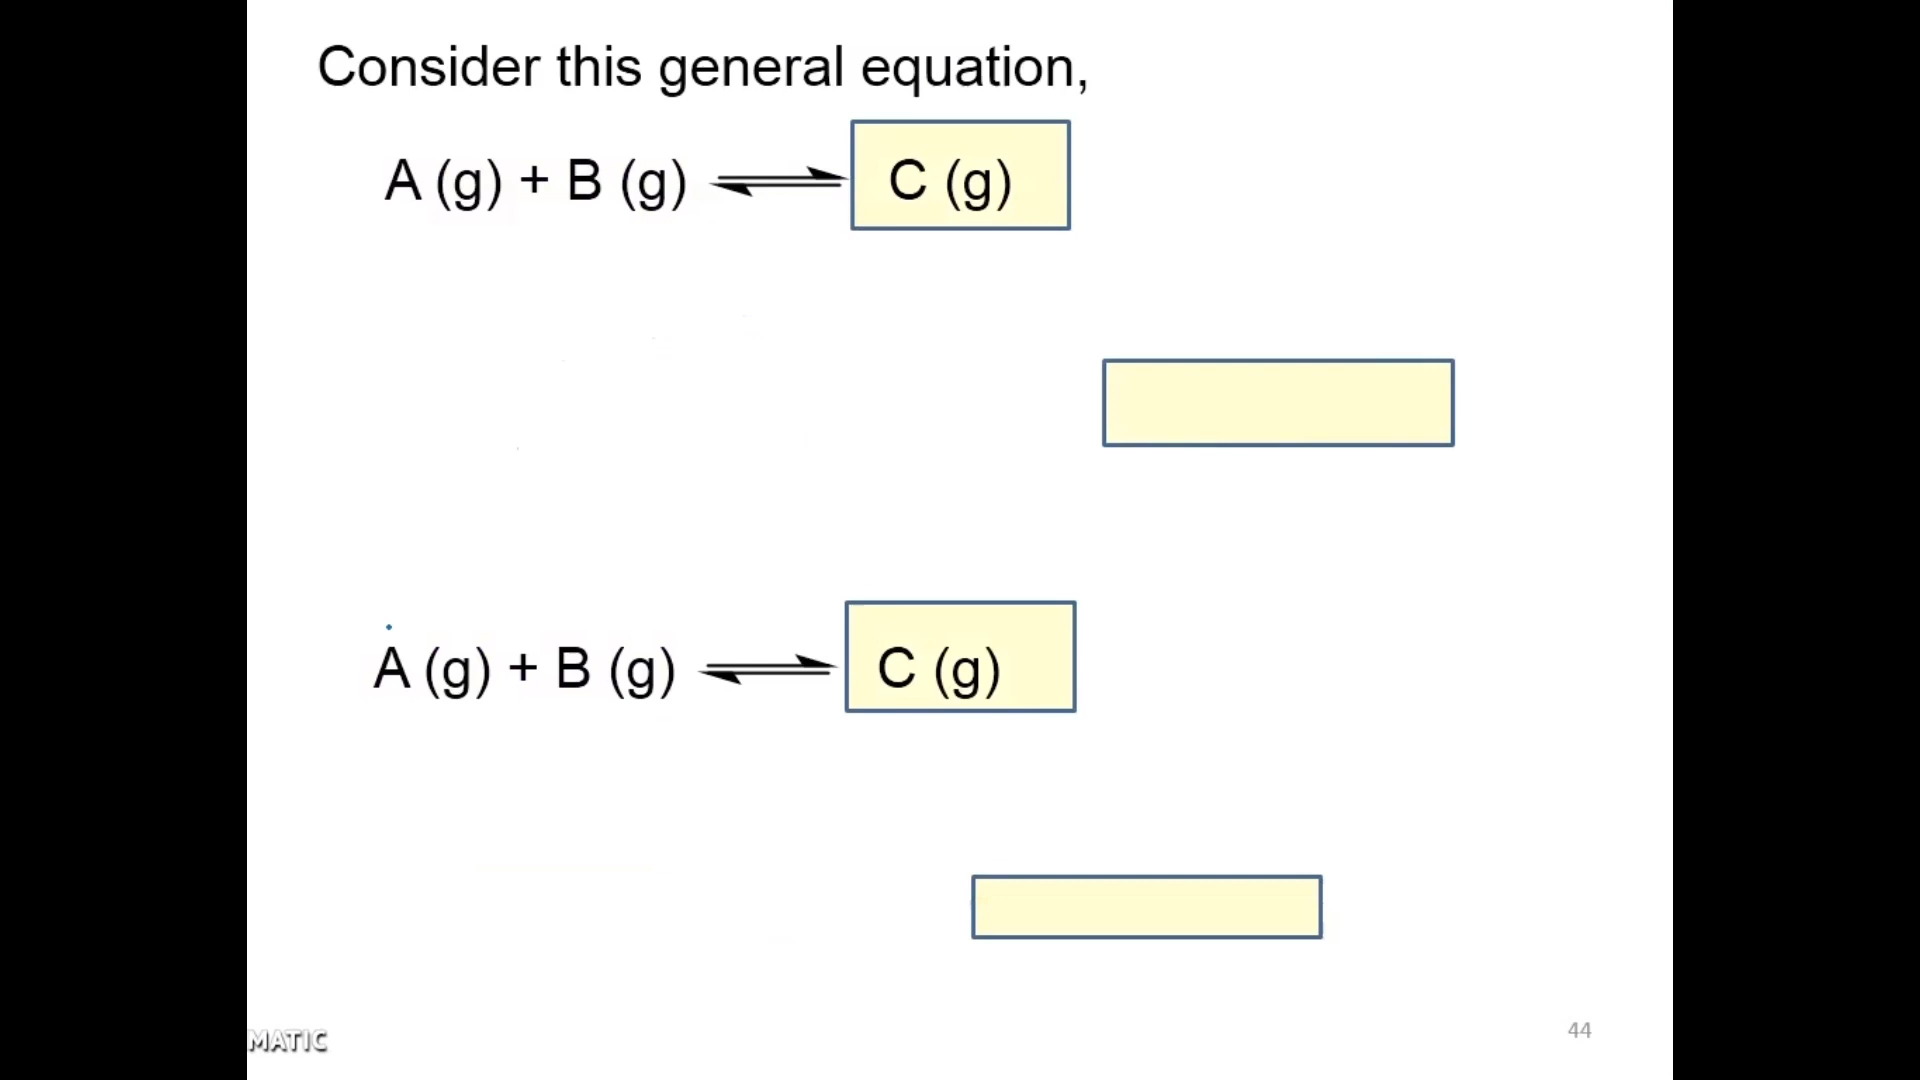 Consider this general equation,
A (g) + B (g) ⇌ C (g)
A (g) + B (g) ⇌ C (g)
MATIC
44